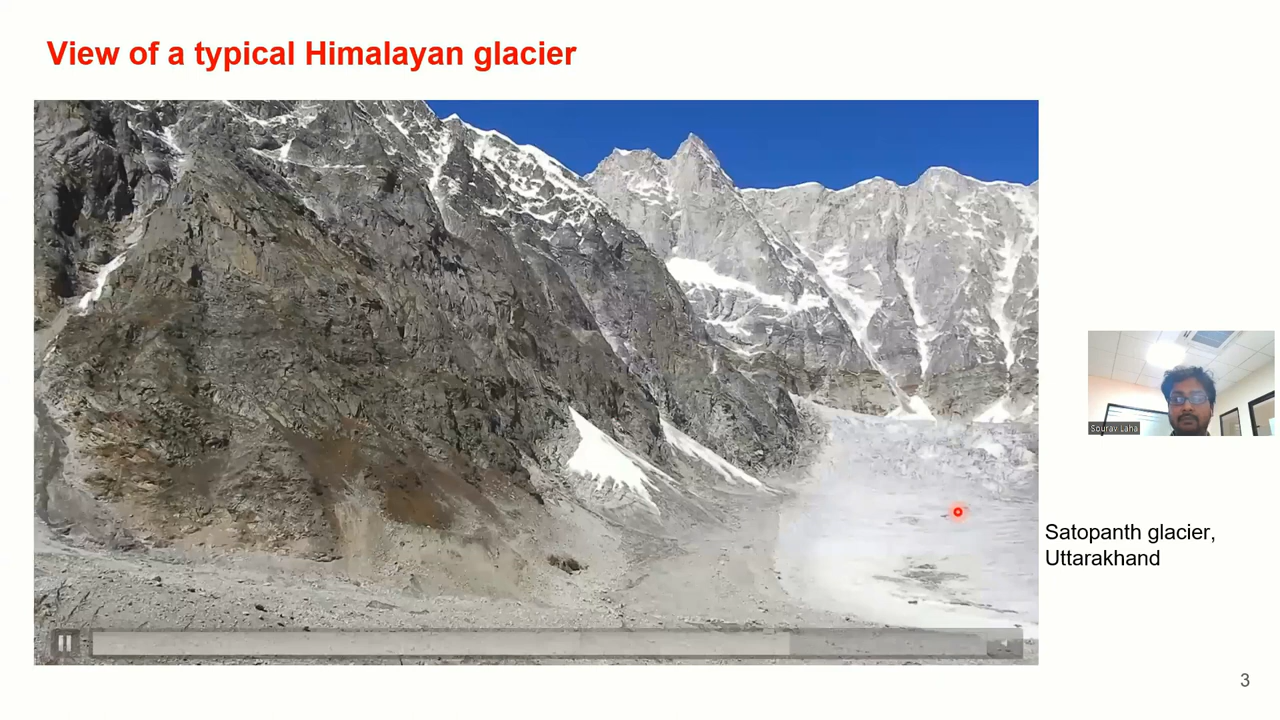 View of a typical Himalayan glacier
Sourav Laha
Satopanth glacier,
Uttarakhand
3